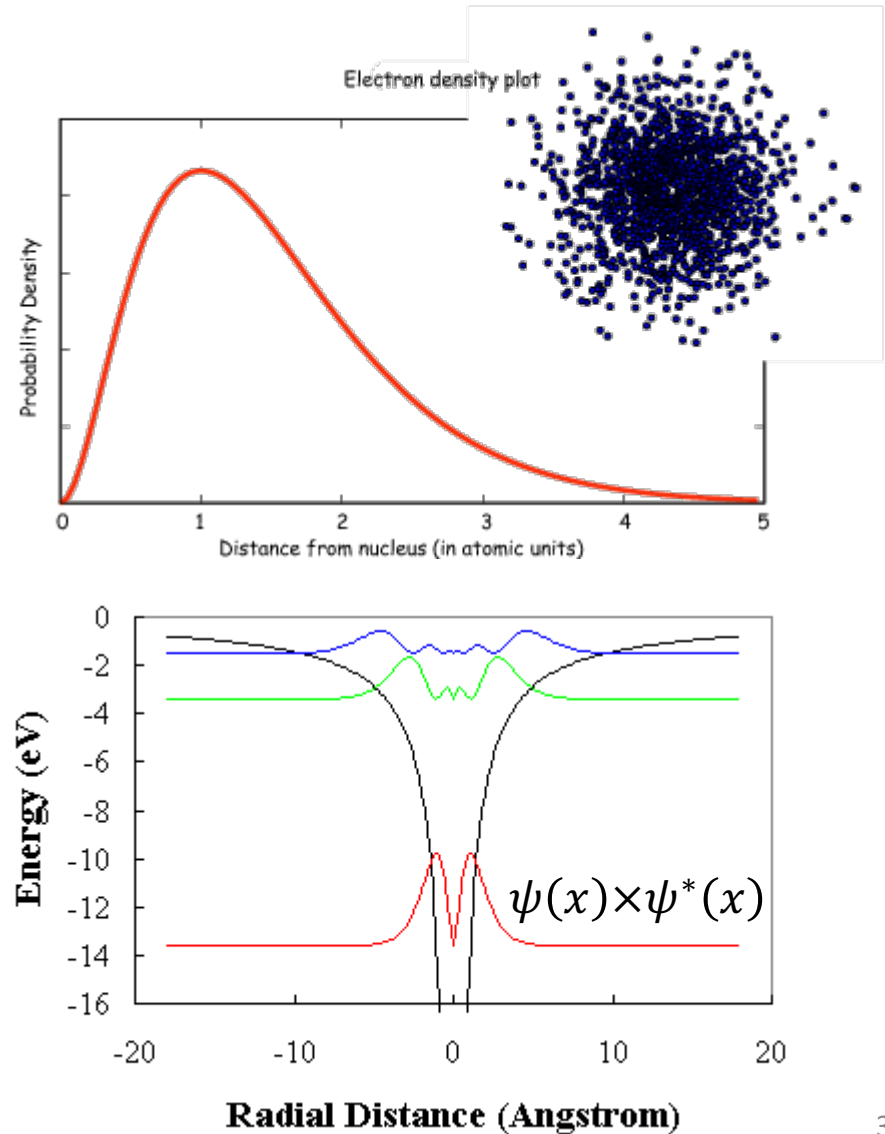 Electron density plot
Probability Density
0 1 2 3 4 5
Distance from nucleus (in atomic units)
0
-2
-4
-6
-8
-10
-12
-14
-16
Energy (eV)
ψ(x)×ψ*(x)
-20 -10 0 10 20
Radial Distance (Angstrom)